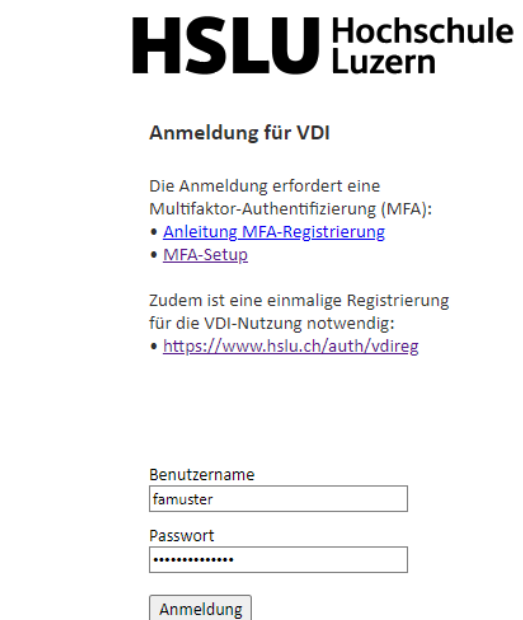 HSLU Hochschule
Luzern
Anmeldung für VDI
Die Anmeldung erfordert eine
Multifaktor-Authentifizierung (MFA):
• Anleitung MFA-Registrierung
• MFA-Setup
Zudem ist eine einmalige Registrierung
für die VDI-Nutzung notwendig:
• https://www.hslu.ch/auth/vdireg
Benutzername
famuster
Passwort
••••••••••••••
Anmeldung